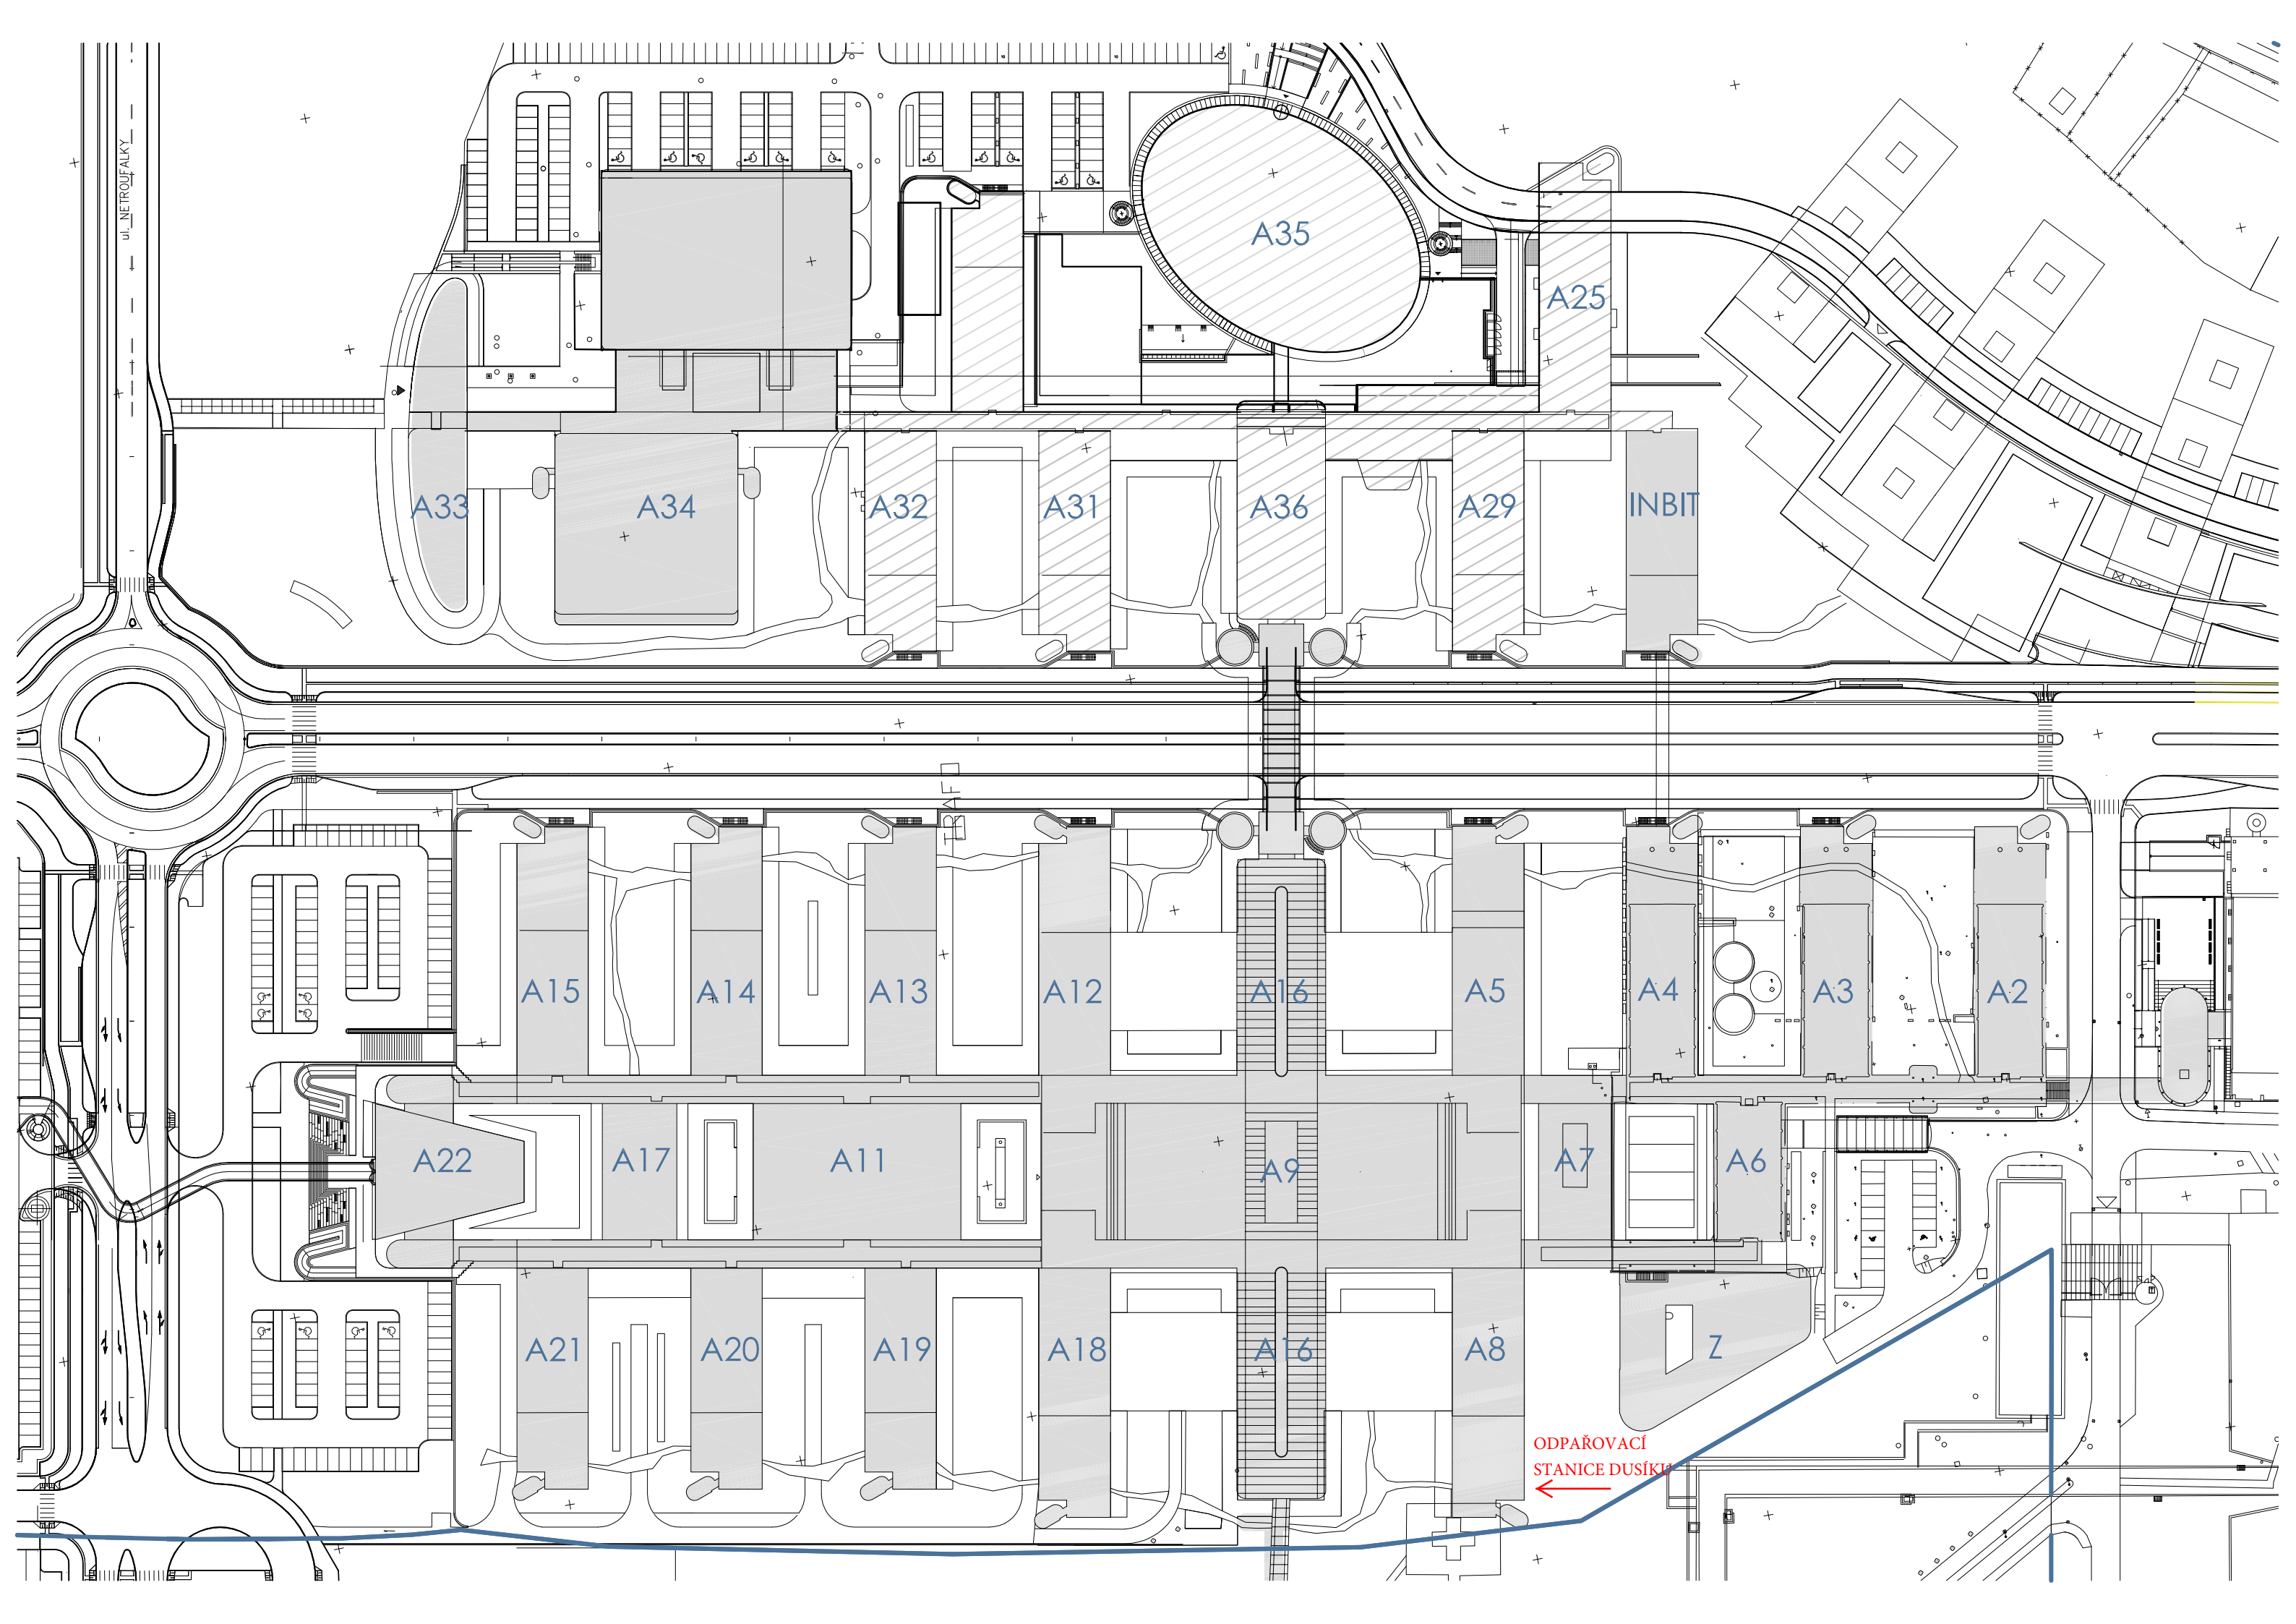 ul. NETROUFALKY
A35
A25
A33
A34
A32
A31
A36
A29
INBIT
A15
A14
A13
A12
A16
A5
A4
A3
A2
A22
A17
A11
A9
A7
A6
A21
A20
A19
A18
A16
A8
Z
ODPAŘOVACÍ
STANICE DUSÍKU